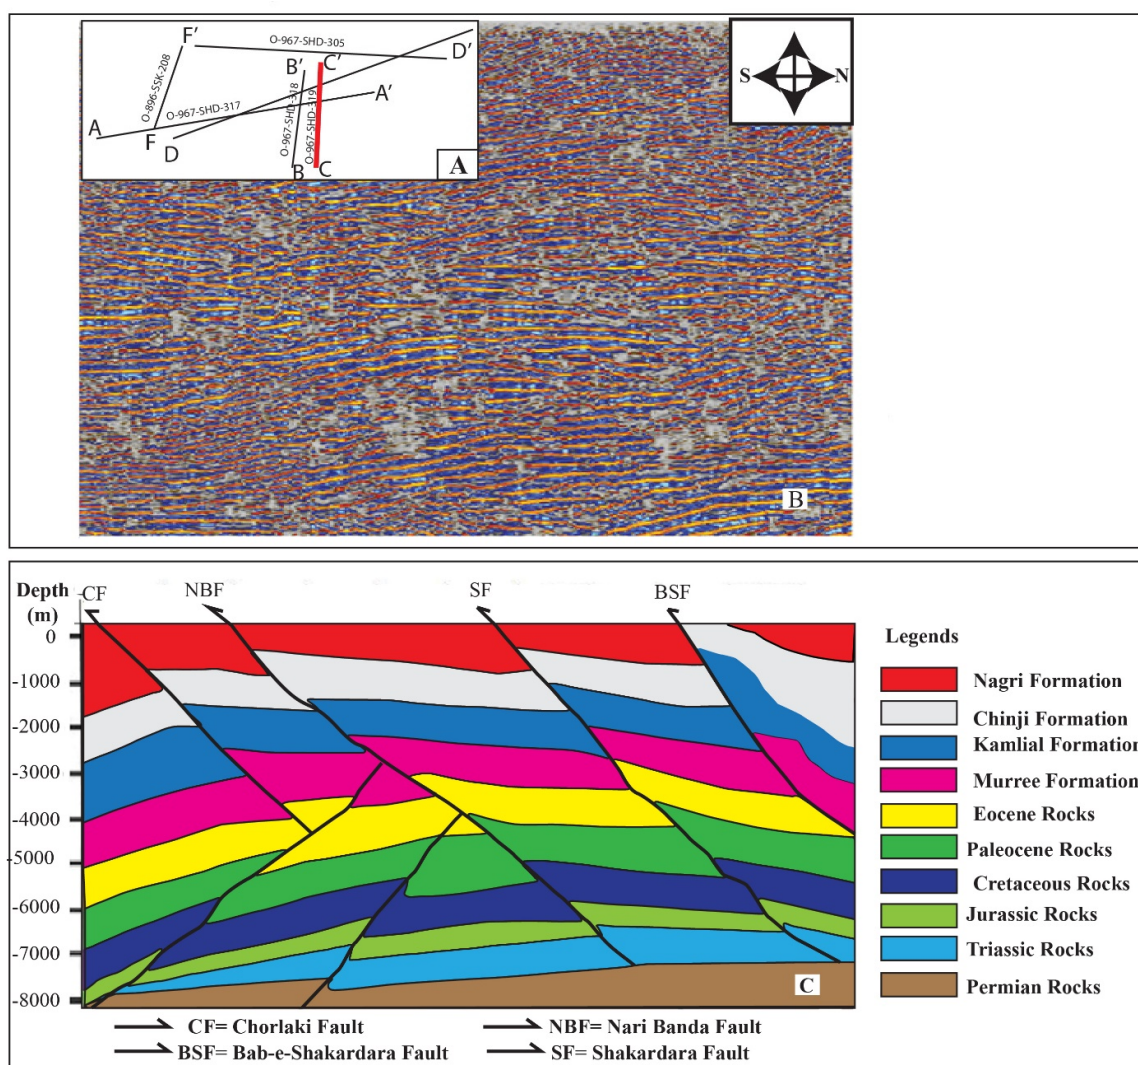 F'
O-967-SHD-305
D'
B'
C'
O-896-SSK-208
O-967-SHD-317
O-967-SHD-318
O-967-SHD-319
A'
A
F
D
B
C
A
S
N
B
Depth
(m)
CF
NBF
SF
BSF
0
-1000
-2000
-3000
-4000
-5000
-6000
-7000
-8000
C
Legends
Nagri Formation
Chinji Formation
Kamlial Formation
Murree Formation
Eocene Rocks
Paleocene Rocks
Cretaceous Rocks
Jurassic Rocks
Triassic Rocks
Permian Rocks
CF= Chorlaki Fault
NBF= Nari Banda Fault
BSF= Bab-e-Shakardara Fault
SF= Shakardara Fault